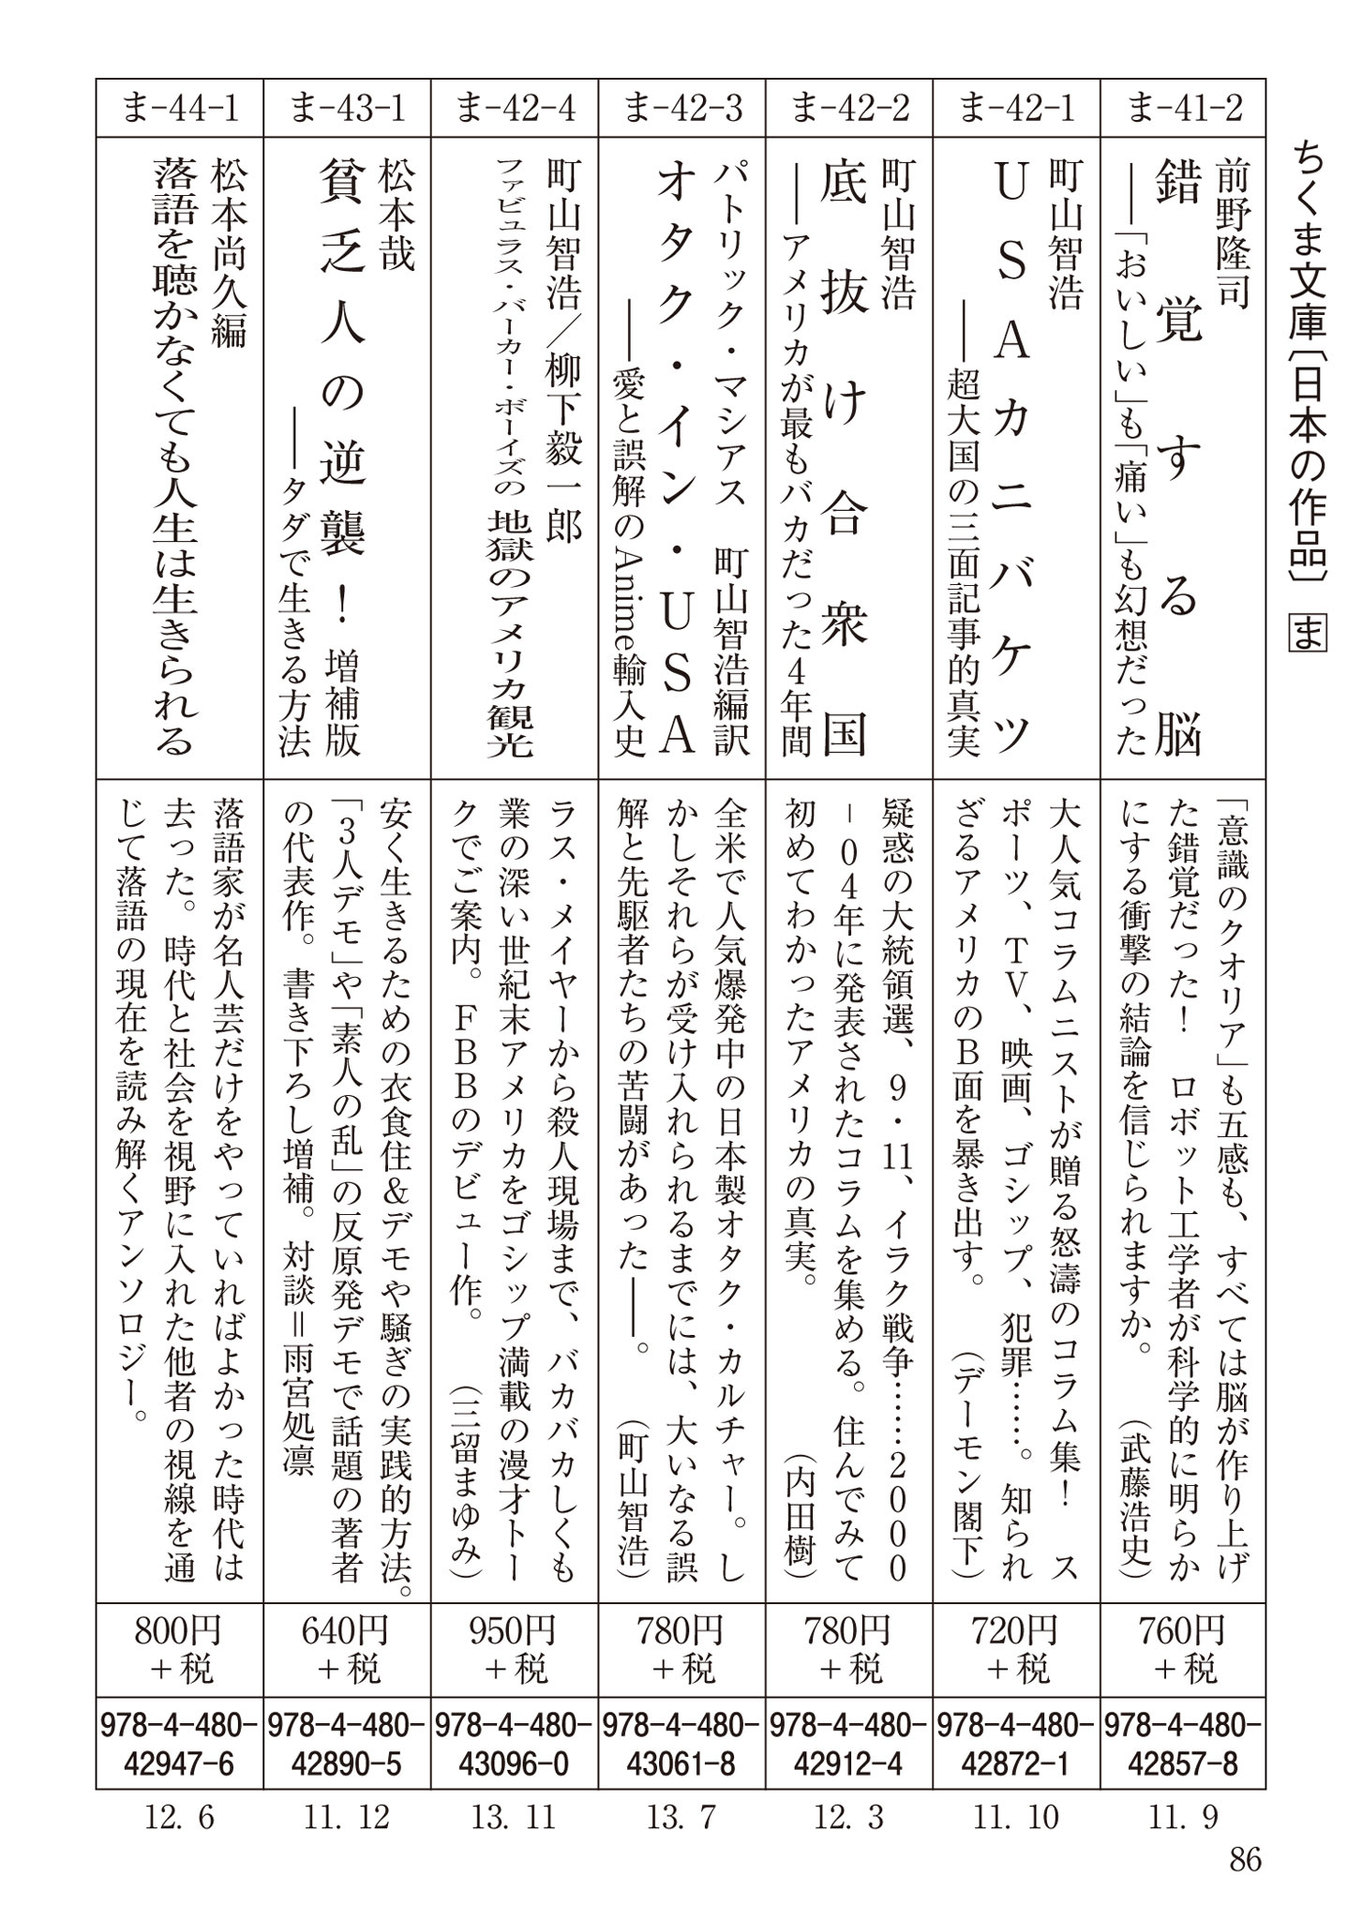 ちくま文庫〔日本の作品〕 ま
ま-41-2
前野隆司
錯覚する脳
――「おいしい」も「痛い」も幻想だった
「意識のクオリア」も五感も、すべては脳が作り上げ
た錯覚だった！　ロボット工学者が科学的に明らか
にする衝撃の結論を信じられますか。　（武藤浩史）
760円
＋税
978-4-480-
42857-8
11. 9
ま-42-1
町山智浩
USAカニバケツ
――超大国の三面記事的真実
大人気コラムニストが贈る怒濤のコラム集！　ス
ポーツ、TV、映画、ゴシップ、犯罪……。知られ
ざるアメリカのB面を暴き出す。　（デーモン閣下）
720円
＋税
978-4-480-
42872-1
11. 10
ま-42-2
町山智浩
底抜け合衆国
――アメリカが最もバカだった4年間
疑惑の大統領選、9・11、イラク戦争……2000
－04年に発表されたコラムを集める。住んでみて
初めてわかったアメリカの真実。　（内田樹）
780円
＋税
978-4-480-
42912-4
12. 3
ま-42-3
パトリック・マシアス　町山智浩編訳
オタク・イン・USA
――愛と誤解のAnime輸入史
全米で人気爆発中の日本製オタク・カルチャー。し
かしそれらが受け入れられるまでには、大いなる誤
解と先駆者たちの苦闘があった――。　（町山智浩）
780円
＋税
978-4-480-
43061-8
13. 7
ま-42-4
町山智浩／柳下毅一郎
ファビュラス・バーカー・ボーイズの 地獄のアメリカ観光
ラス・メイヤーから殺人現場まで、バカバカしくも
業の深い世紀末アメリカをゴシップ満載の漫才トー
クでご案内。FBBのデビュー作。　（三留まゆみ）
950円
＋税
978-4-480-
43096-0
13. 11
ま-43-1
松本哉
貧乏人の逆襲！ 増補版
――タダで生きる方法
安く生きるための衣食住＆デモや騒ぎの実践的方法。
「3人デモ」や「素人の乱」の反原発デモで話題の著者
の代表作。書き下ろし増補。対談＝雨宮処凛
640円
＋税
978-4-480-
42890-5
11. 12
ま-44-1
松本尚久編
落語を聴かなくても人生は生きられる
落語家が名人芸だけをやっていればよかった時代は
去った。時代と社会を視野に入れた他者の視線を通
じて落語の現在を読み解くアンソロジー。
800円
＋税
978-4-480-
42947-6
12. 6
86